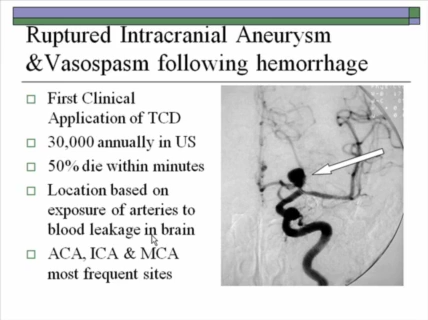 Ruptured Intracranial Aneurysm
&Vasospasm following hemorrhage
First Clinical
Application of TCD
30,000 annually in US
50% die within minutes
Location based on
exposure of arteries to
blood leakage in brain
ACA, ICA & MCA
most frequent sites